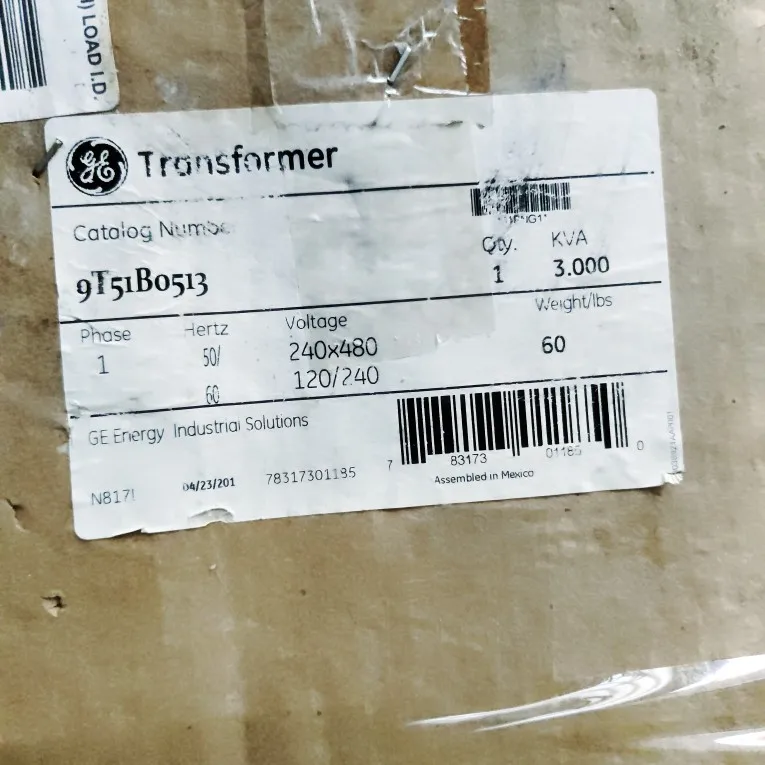 LOAD I.D.
GE Transformer
Catalog Number
Qty. KVA
9T51B0513 1 3.000
Phase Hertz Voltage Weight/lbs
1 50/ 240x480 60
60 120/240
GE Energy Industrial Solutions
7 83173 01185 0
N817 04/23/201 78317301185 Assembled in Mexico